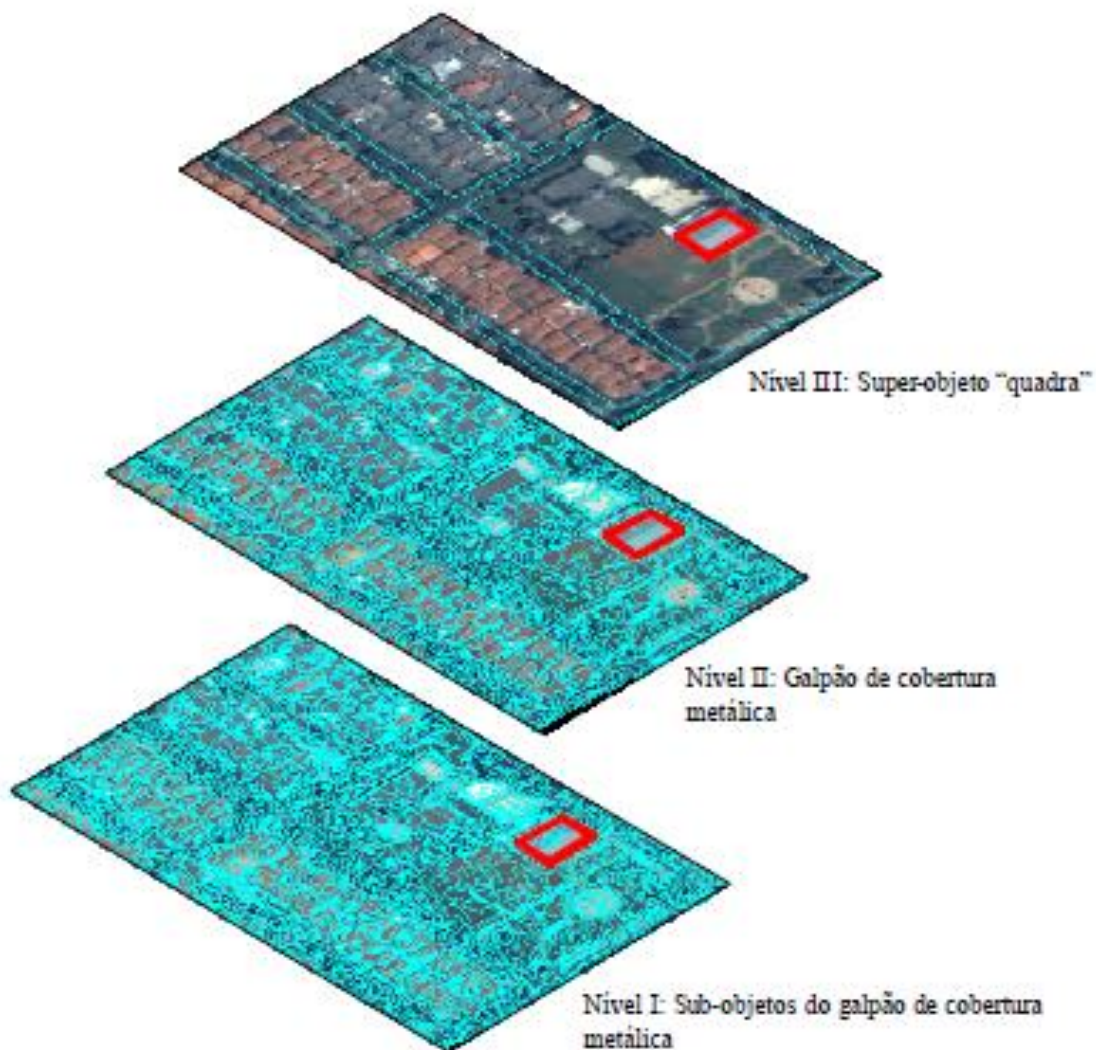 Nível III: Super-objeto “quadra”
Nível II: Galpão de cobertura
metálica
Nível I: Sub-objetos do galpão de cobertura
metálica